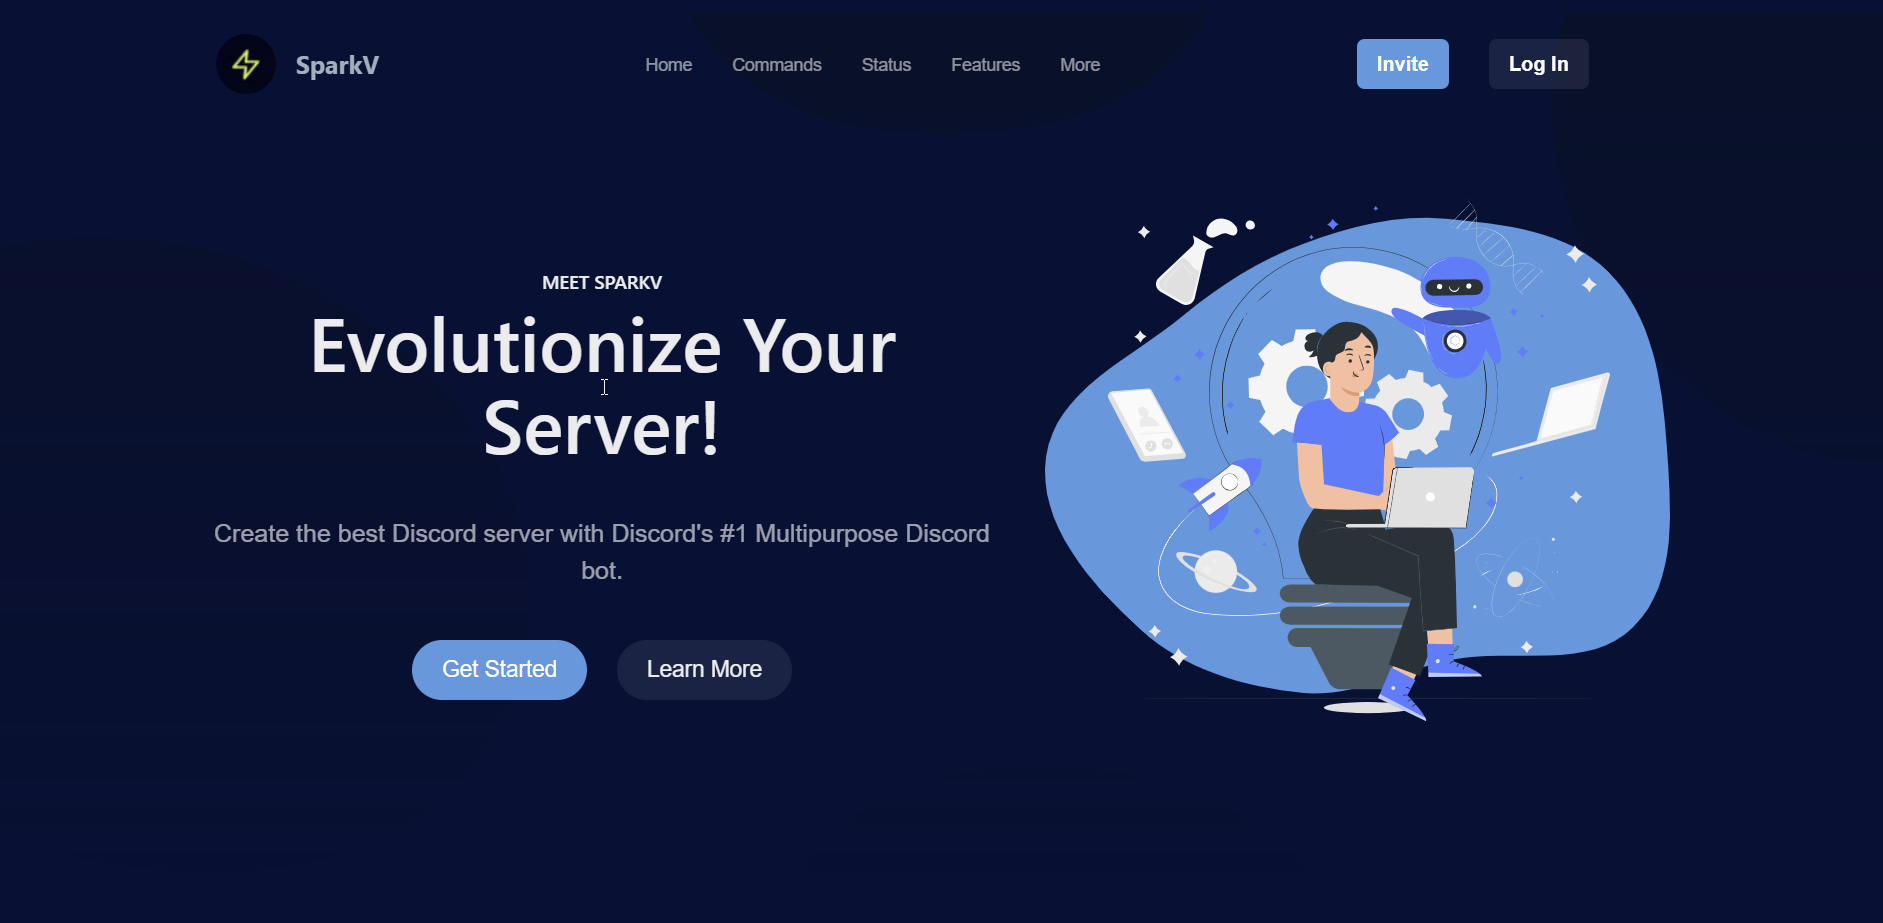 SparkV
Home Commands Status Features More
Invite Log In
MEET SPARKV
Evolutionize Your
Server!
Create the best Discord server with Discord's #1 Multipurpose Discord
bot.
Get Started Learn More